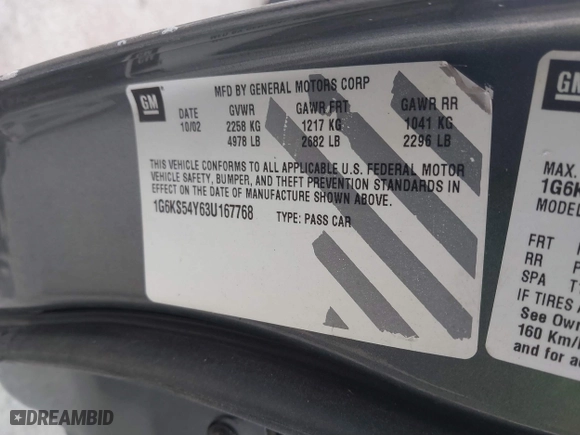 GM
MFD BY GENERAL MOTORS CORP
DATE GVWR GAWR FRT GAWR RR
10/02 2258 KG 1217 KG 1041 KG
4978 LB 2682 LB 2296 LB
THIS VEHICLE CONFORMS TO ALL APPLICABLE U.S. FEDERAL MOTOR
VEHICLE SAFETY, BUMPER, AND THEFT PREVENTION STANDARDS IN
EFFECT ON THE DATE OF MANUFACTURE SHOWN ABOVE.
1G6KS54Y63U167768 TYPE: PASS CAR
GM
MAX.
1G6K
MODEL
FRT
RR
SPA
IF TIRES
See Own
160 Km/
and for
DREAMBID